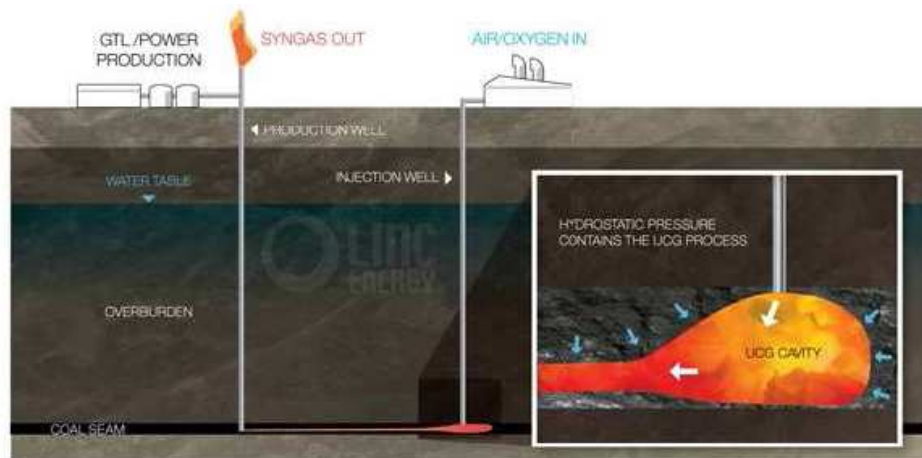 GTL /POWER
PRODUCTION
SYNGAS OUT
AIR/OXYGEN IN
PRODUCTION WELL
INJECTION WELL
WATER TABLE
LINC
ENERGY
OVERBURDEN
COAL SEAM
HYDROSTATIC PRESSURE
CONTAINS THE UCG PROCESS
UCG CAVITY